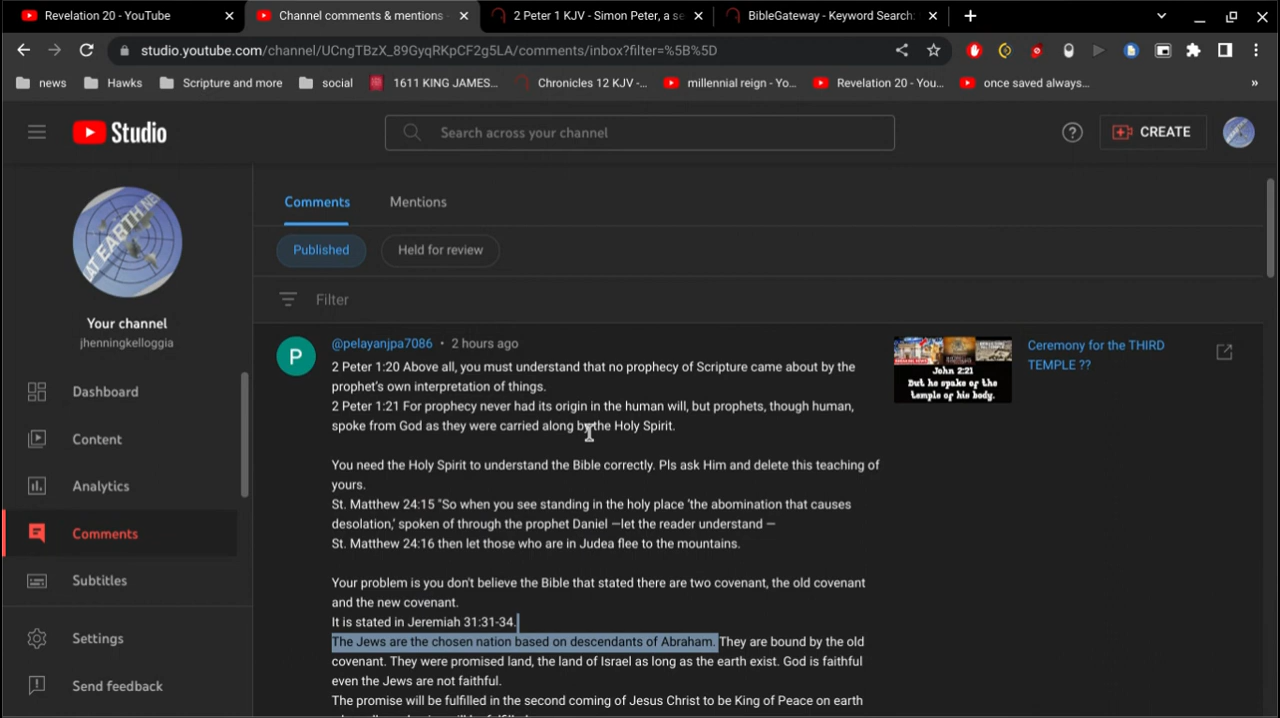 Revelation 20 - YouTube
Channel comments & mentions -
2 Peter 1 KJV - Simon Peter, a se
BibleGateway - Keyword Search:
studio.youtube.com/channel/UCngTBzX_89GyqRKpCF2g5LA/comments/inbox?filter=%5B%5D
news
Hawks
Scripture and more
social
1611 KING JAMES...
Chronicles 12 KJV -...
millennial reign - Yo...
Revelation 20 - You...
once saved always...
»
Studio
Search across your channel
CREATE
AT EARTH NE
Your channel
jhenningkelloggia
Dashboard
Content
Analytics
Comments
Subtitles
Settings
Send feedback
Comments
Mentions
Published
Held for review
Filter
P
@pelayanjpa7086 • 2 hours ago
2 Peter 1:20 Above all, you must understand that no prophecy of Scripture came about by the
prophet's own interpretation of things.
2 Peter 1:21 For prophecy never had its origin in the human will, but prophets, though human,
spoke from God as they were carried along by the Holy Spirit.
You need the Holy Spirit to understand the Bible correctly. Pls ask Him and delete this teaching of
yours.
St. Matthew 24:15 "So when you see standing in the holy place 'the abomination that causes
desolation,' spoken of through the prophet Daniel —let the reader understand —
St. Matthew 24:16 then let those who are in Judea flee to the mountains.
Your problem is you don't believe the Bible that stated there are two covenant, the old covenant
and the new covenant.
It is stated in Jeremiah 31:31-34.
The Jews are the chosen nation based on descendants of Abraham. They are bound by the old
covenant. They were promised land, the land of Israel as long as the earth exist. God is faithful
even the Jews are not faithful.
The promise will be fulfilled in the second coming of Jesus Christ to be King of Peace on earth
John 2:21
But he spake of the
temple of his body.
Ceremony for the THIRD
TEMPLE ??